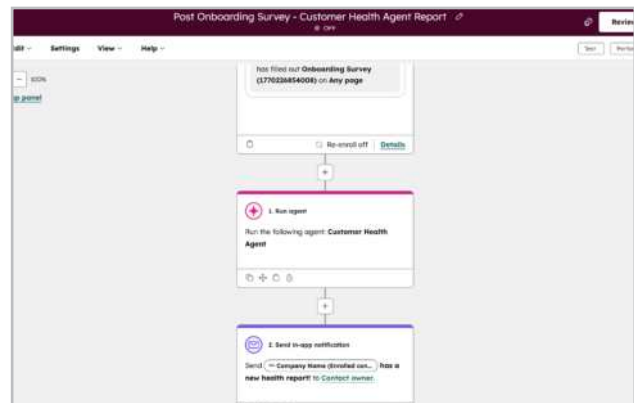 Post Onboarding Survey - Customer Health Agent Report
OFF
Review
Edit
Settings
View
Help
Test
100%
has filled out Onboarding Survey
(1770226854008) on Any page
Re-enroll off
Details
1. Run agent
Run the following agent: Customer Health
Agent
2. Send in-app notification
Send Company Name (Enrolled con... has a
new health report! to Contact owner.